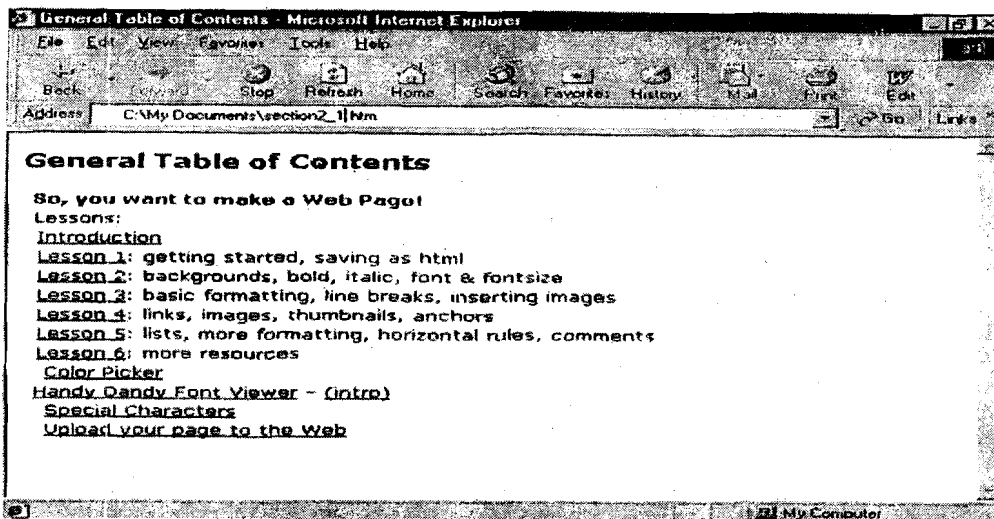 General Table of Contents - Microsoft Internet Explorer
File Edit View Favorites Tools Help
Back Forward Stop Refresh Home Search Favorites History Mail Print Edit
Address C:\My Documents\section2_1.htm Go Links »
General Table of Contents
So, you want to make a Web Page!
Lessons:
Introduction
Lesson 1: getting started, saving as html
Lesson 2: backgrounds, bold, italic, font & fontsize
Lesson 3: basic formatting, line breaks, inserting images
Lesson 4: links, images, thumbnails, anchors
Lesson 5: lists, more formatting, horizontal rules, comments
Lesson 6: more resources
Color Picker
Handy Dandy Font Viewer - (intro)
Special Characters
Upload your page to the Web
My Computer